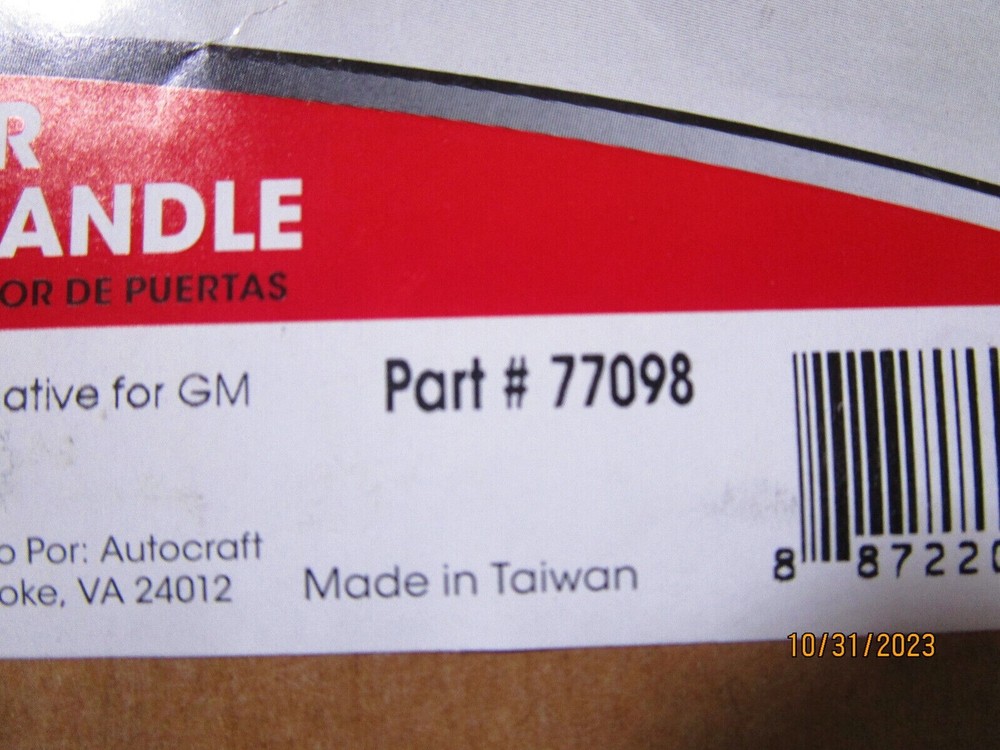 R
ANDLE
OR DE PUERTAS
ative for GM
Part # 77098
o Por: Autocraft
oke, VA 24012
Made in Taiwan
8 87220
10/31/2023